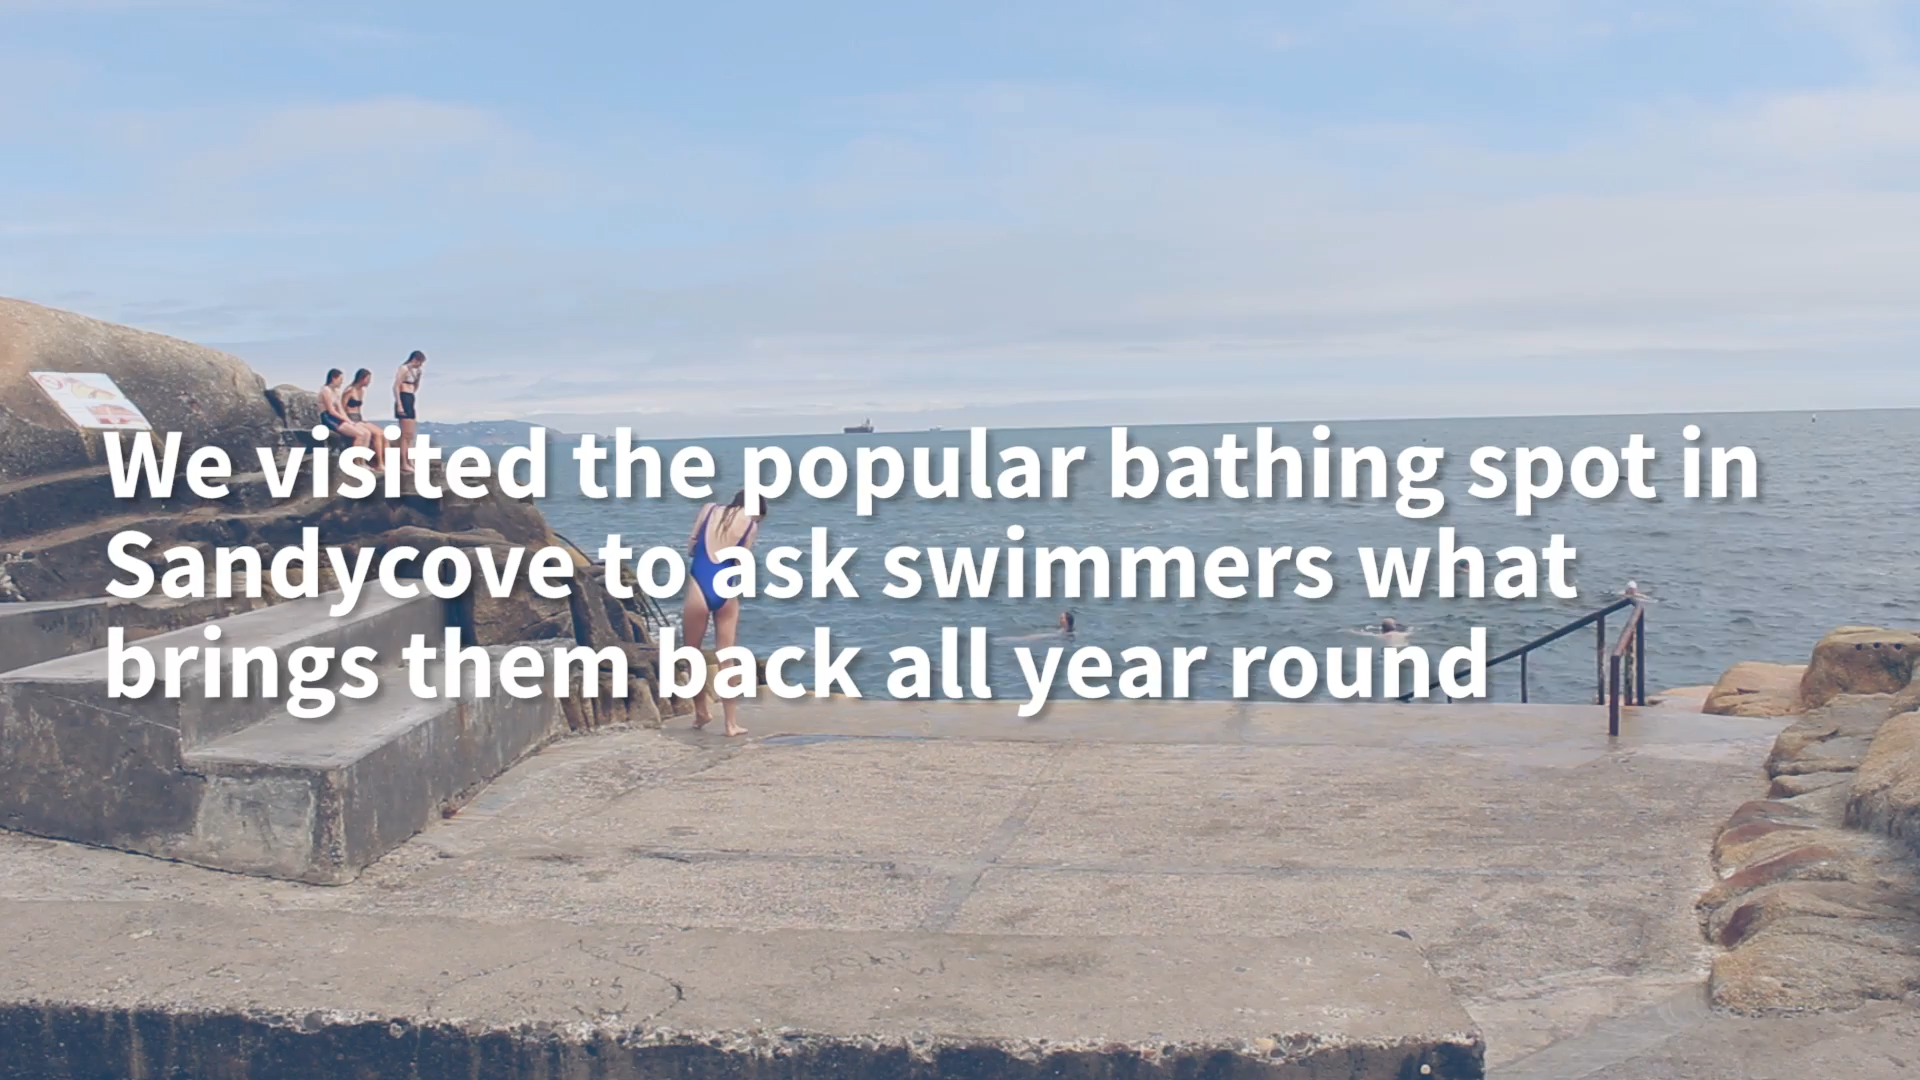 We visited the popular bathing spot in
Sandycove to ask swimmers what
brings them back all year round